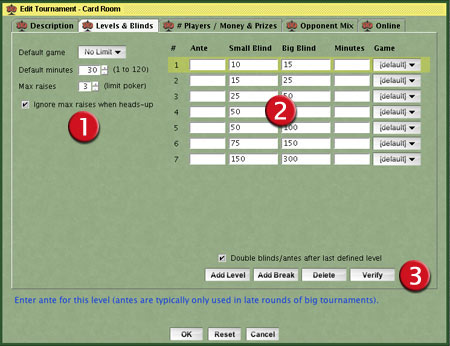 Edit Tournament - Card Room
Description Levels & Blinds # Players / Money & Prizes Opponent Mix Online
Default game No Limit
Default minutes 30 (1 to 120)
Max raises 3 (limit poker)
Ignore max raises when heads-up
1
# Ante Small Blind Big Blind Minutes Game
1 10 15 [default]
2 15 25 [default]
3 25 50 [default]
4 50 [default]
5 50 100 [default]
6 75 150 [default]
7 150 300 [default]
2
Double blinds/antes after last defined level
Add Level Add Break Delete Verify
3
Enter ante for this level (antes are typically only used in late rounds of big tournaments).
OK Reset Cancel